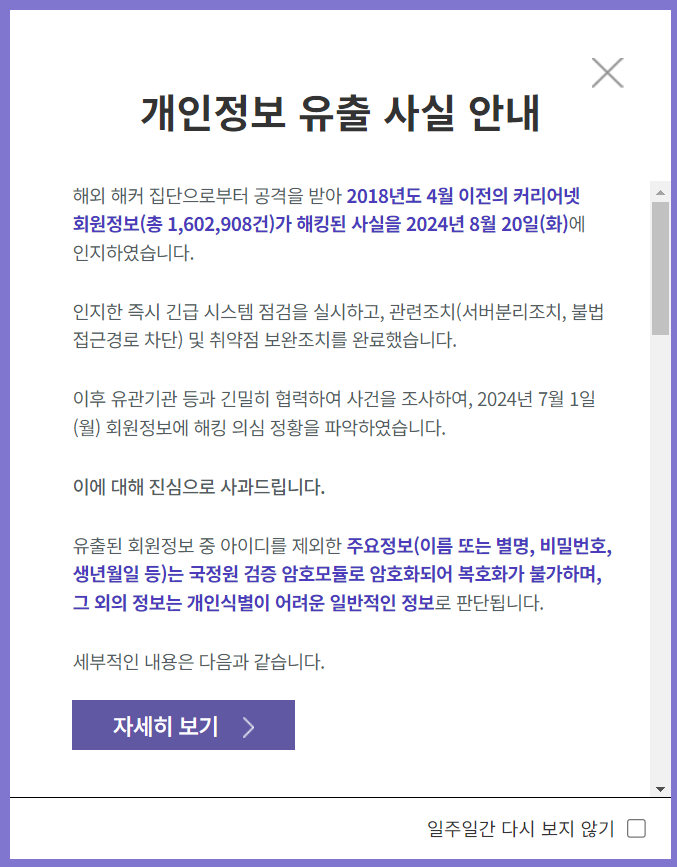 개인정보 유출 사실 안내
해외 해커 집단으로부터 공격을 받아 2018년도 4월 이전의 커리어넷
회원정보(총 1,602,908건)가 해킹된 사실을 2024년 8월 20일(화)에
인지하였습니다.
인지한 즉시 긴급 시스템 점검을 실시하고, 관련조치(서버분리조치, 불법
접근경로 차단) 및 취약점 보완조치를 완료했습니다.
이후 유관기관 등과 긴밀히 협력하여 사건을 조사하여, 2024년 7월 1일
(월) 회원정보에 해킹 의심 정황을 파악하였습니다.
이에 대해 진심으로 사과드립니다.
유출된 회원정보 중 아이디를 제외한 주요정보(이름 또는 별명, 비밀번호,
생년월일 등)는 국정원 검증 암호모듈로 암호화되어 복호화가 불가하며,
그 외의 정보는 개인식별이 어려운 일반적인 정보로 판단됩니다.
세부적인 내용은 다음과 같습니다.
자세히 보기
일주일간 다시 보지 않기